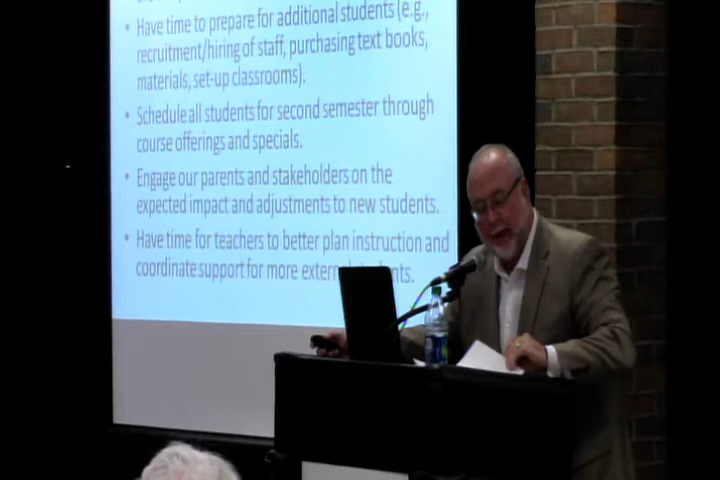 • Have time to prepare for additional students (e.g.,
recruitment/hiring of staff, purchasing text books,
materials, set-up classrooms).
• Schedule all students for second semester through
course offerings and specials.
• Engage our parents and stakeholders on the
expected impact and adjustments to new students.
• Have time for teachers to better plan instruction and
coordinate support for more extern